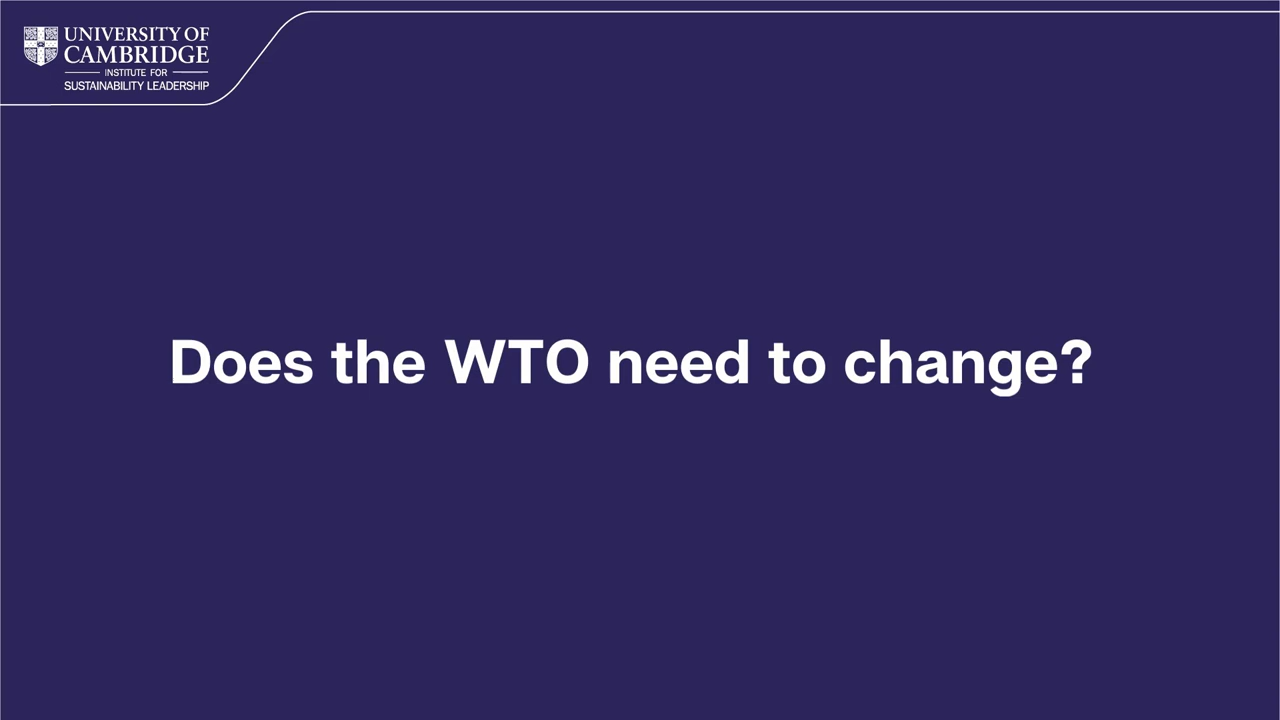 UNIVERSITY OF
CAMBRIDGE
INSTITUTE FOR
SUSTAINABILITY LEADERSHIP
Does the WTO need to change?